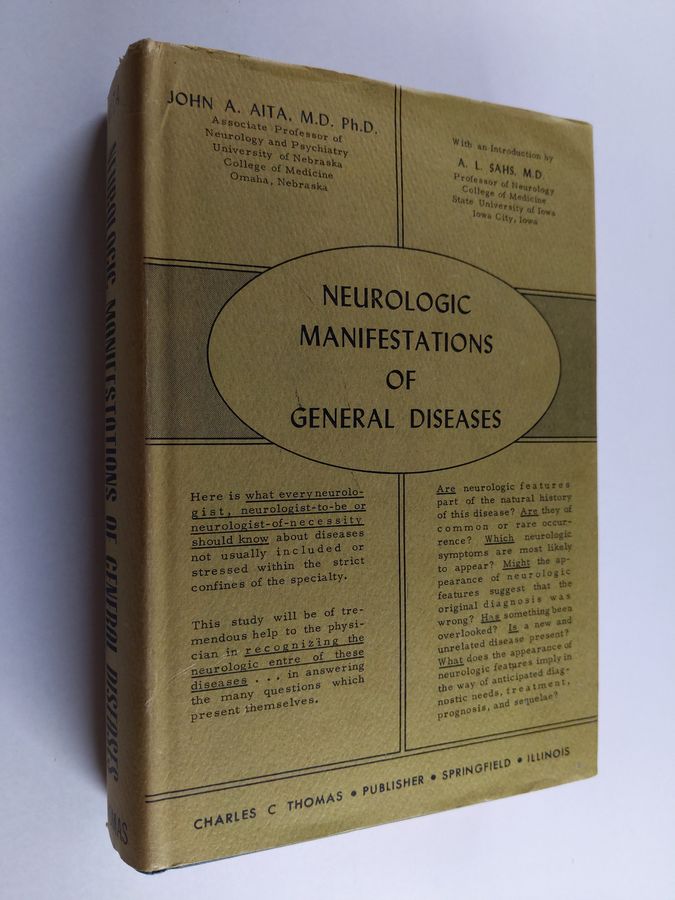 JOHN A. AITA, M.D. Ph.D.
Associate Professor of
Neurology and Psychiatry
University of Nebraska
College of Medicine
Omaha, Nebraska
With an Introduction by
A. L. SAHS, M.D.
Professor of Neurology
College of Medicine
State University of Iowa
Iowa City, Iowa
NEUROLOGIC
MANIFESTATIONS
OF
GENERAL DISEASES
Here is what every neurolo-
gist, neurologist-to-be or
neurologist-of-necessity
should know about diseases
not usually included or
stressed within the strict
confines of the specialty.
This study will be of tre-
mendous help to the physi-
cian in recognizing the
neurologic entre of these
diseases . . . in answering
the many questions which
present themselves.
Are neurologic features
part of the natural history
of this disease? Are they of
common or rare occur-
rence? Which neurologic
symptoms are most likely
to appear? Might the ap-
pearance of neurologic
features suggest that the
original diagnosis was
wrong? Has something been
overlooked? Is a new and
unrelated disease present?
What does the appearance of
neurologic features imply in
the way of anticipated diag-
nostic needs, treatment,
prognosis, and sequelae?
CHARLES C THOMAS • PUBLISHER • SPRINGFIELD • ILLINOIS
NEUROLOGIC MANIFESTATIONS OF GENERAL DISEASES